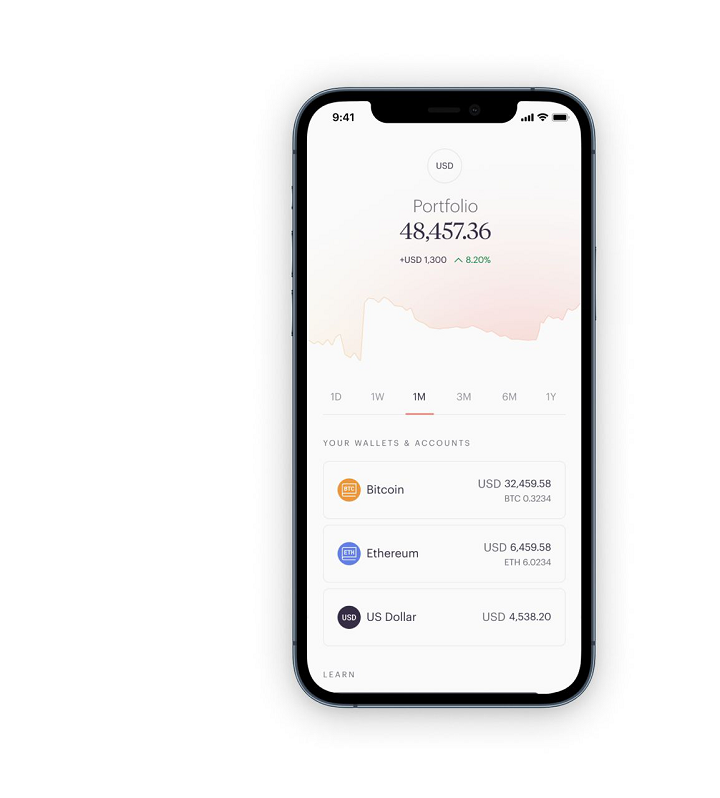 9:41
USD
Portfolio
48,457.36
+USD 1,300 8.20%
1D 1W 1M 3M 6M 1Y
YOUR WALLETS & ACCOUNTS
BTC Bitcoin USD 32,459.58
BTC 0.3234
ETH Ethereum USD 6,459.58
ETH 6.0234
USD US Dollar USD 4,538.20
LEARN